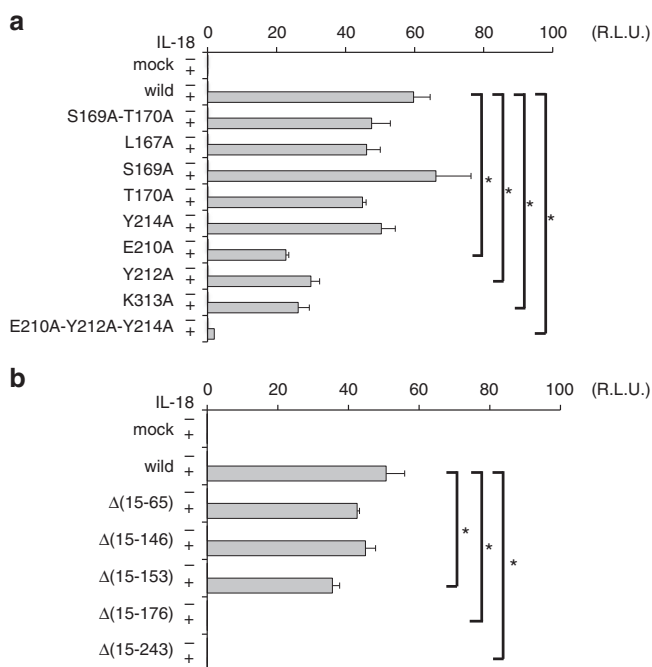 a
IL-18
0 20 40 60 80 100 (R.L.U.)
mock − +
wild − + *
S169A-T170A − +
L167A − +
S169A − + *
T170A − + *
Y214A − + *
E210A − + *
Y212A − +
K313A − +
E210A-Y212A-Y214A − +
b
IL-18
0 20 40 60 80 100 (R.L.U.)
mock − +
wild − +
Δ(15-65) − + *
Δ(15-146) − + *
Δ(15-153) − + *
Δ(15-176) − +
Δ(15-243) − +